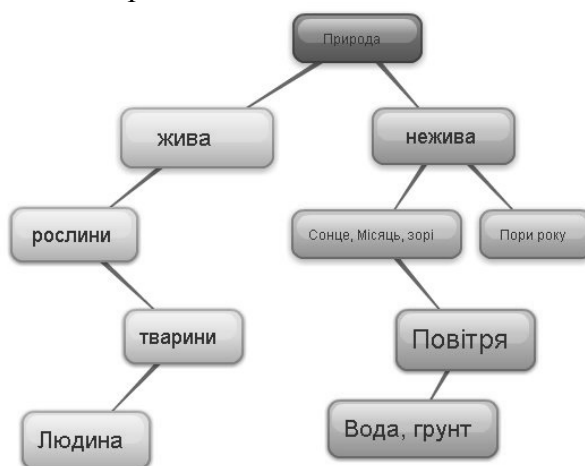 Природа
жива
нежива
рослини
Сонце, Місяць, зорі
Пори року
тварини
Повітря
Людина
Вода, грунт